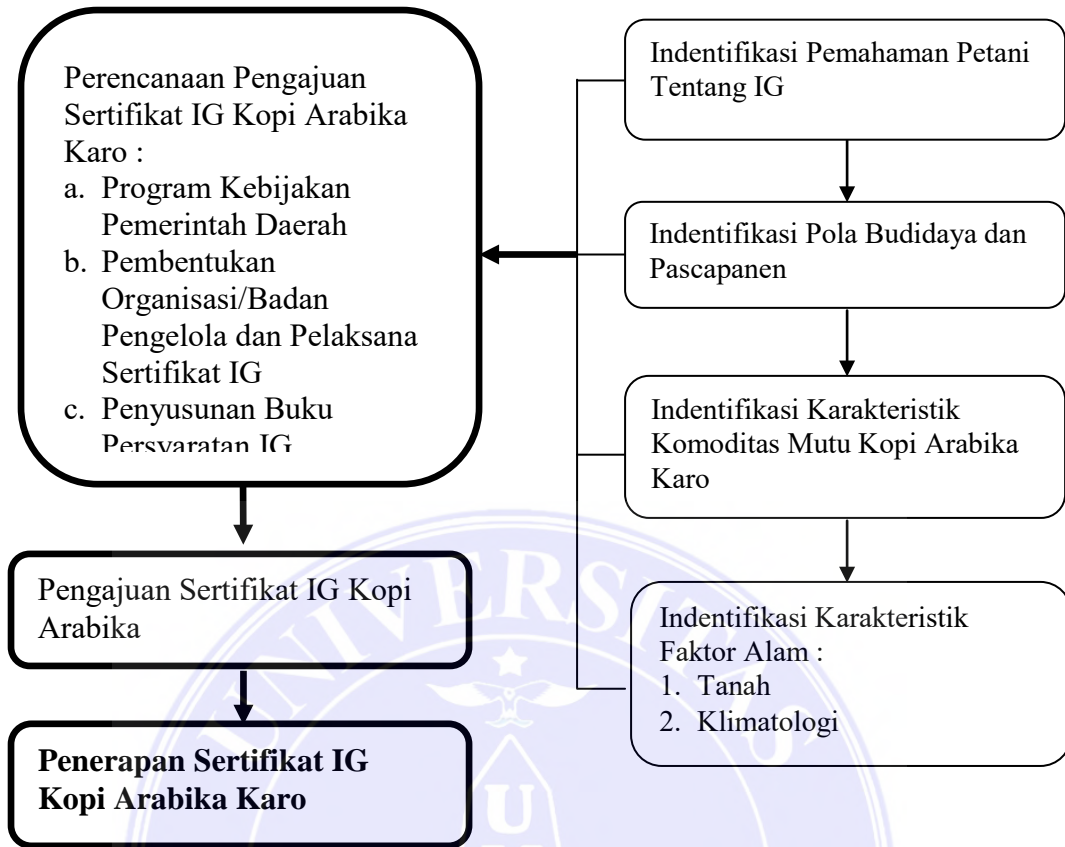 Perencanaan Pengajuan
Sertifikat IG Kopi Arabika
Karo :
a. Program Kebijakan
Pemerintah Daerah
b. Pembentukan
Organisasi/Badan
Pengelola dan Pelaksana
Sertifikat IG
c. Penyusunan Buku
Persyaratan IG
Pengajuan Sertifikat IG Kopi
Arabika
Penerapan Sertifikat IG
Kopi Arabika Karo
Indentifikasi Pemahaman Petani
Tentang IG
Indentifikasi Pola Budidaya dan
Pascapanen
Indentifikasi Karakteristik
Komoditas Mutu Kopi Arabika
Karo
Indentifikasi Karakteristik
Faktor Alam :
1. Tanah
2. Klimatologi
UNIVERSITAS
U